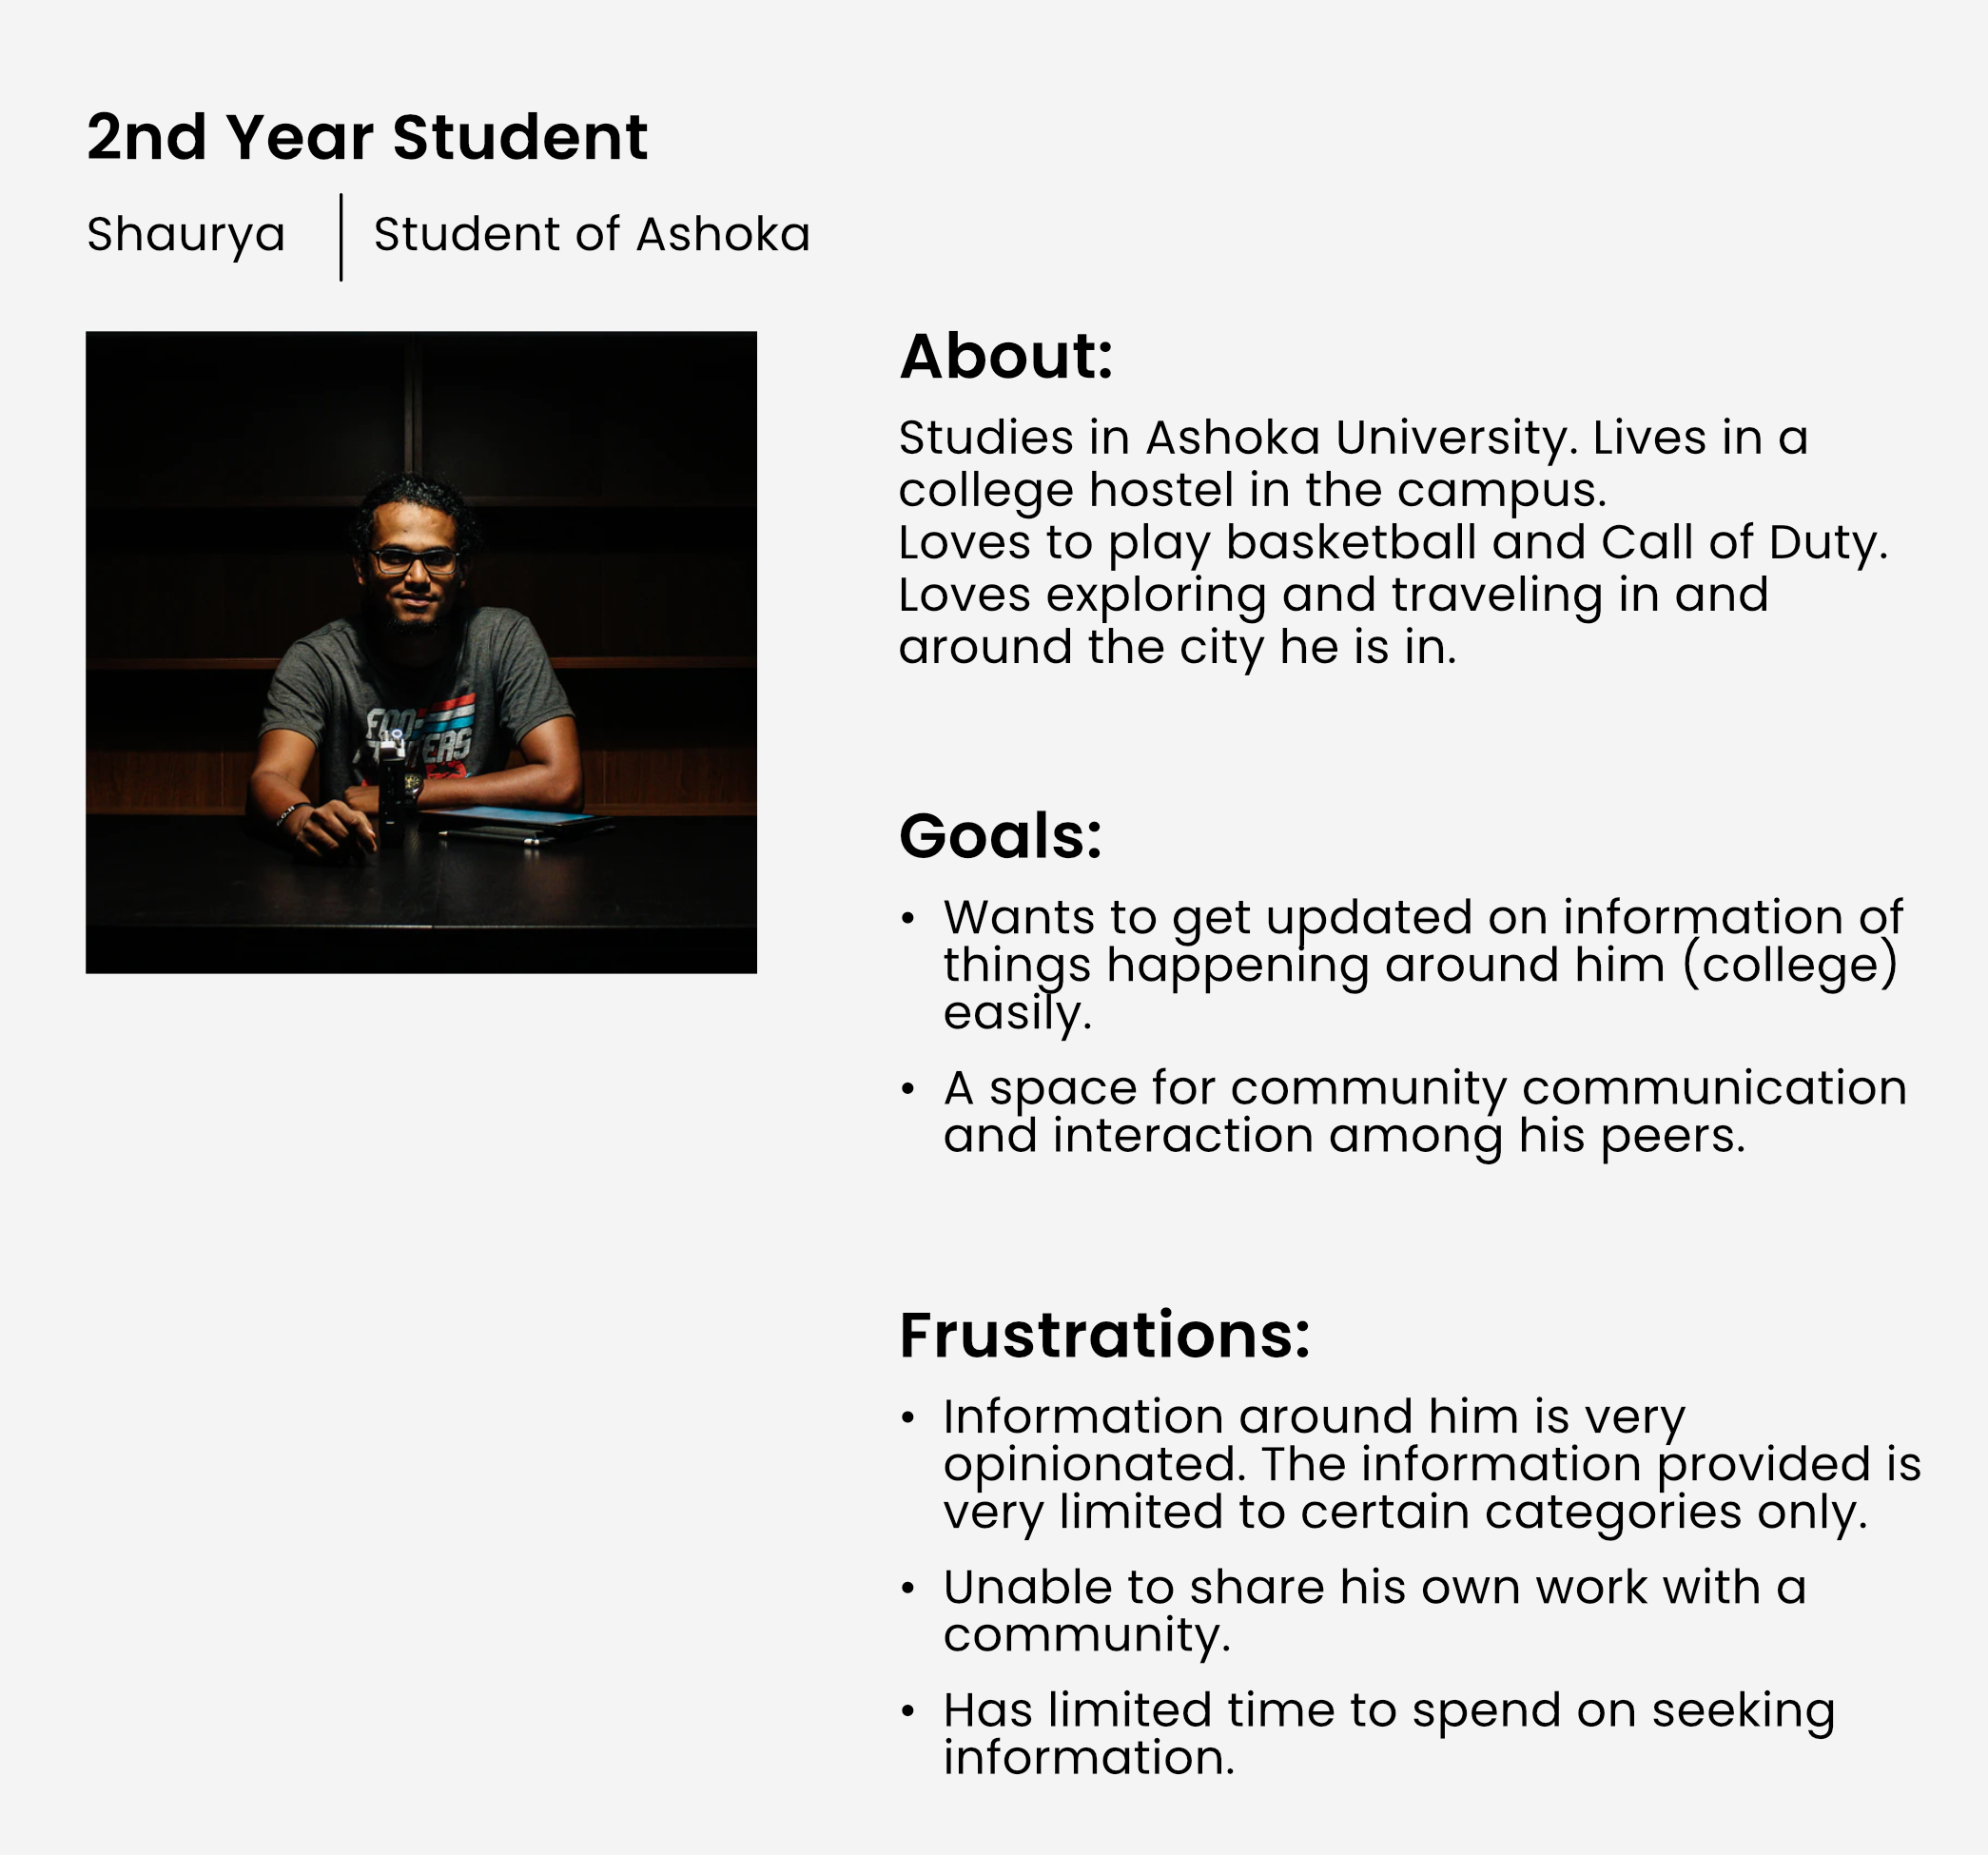 2nd Year Student
Shaurya | Student of Ashoka
About:
Studies in Ashoka University. Lives in a
college hostel in the campus.
Loves to play basketball and Call of Duty.
Loves exploring and traveling in and
around the city he is in.
FOO
Goals:
• Wants to get updated on information of
things happening around him (college)
easily.
• A space for community communication
and interaction among his peers.
Frustrations:
• Information around him is very
opinionated. The information provided is
very limited to certain categories only.
• Unable to share his own work with a
community.
• Has limited time to spend on seeking
information.